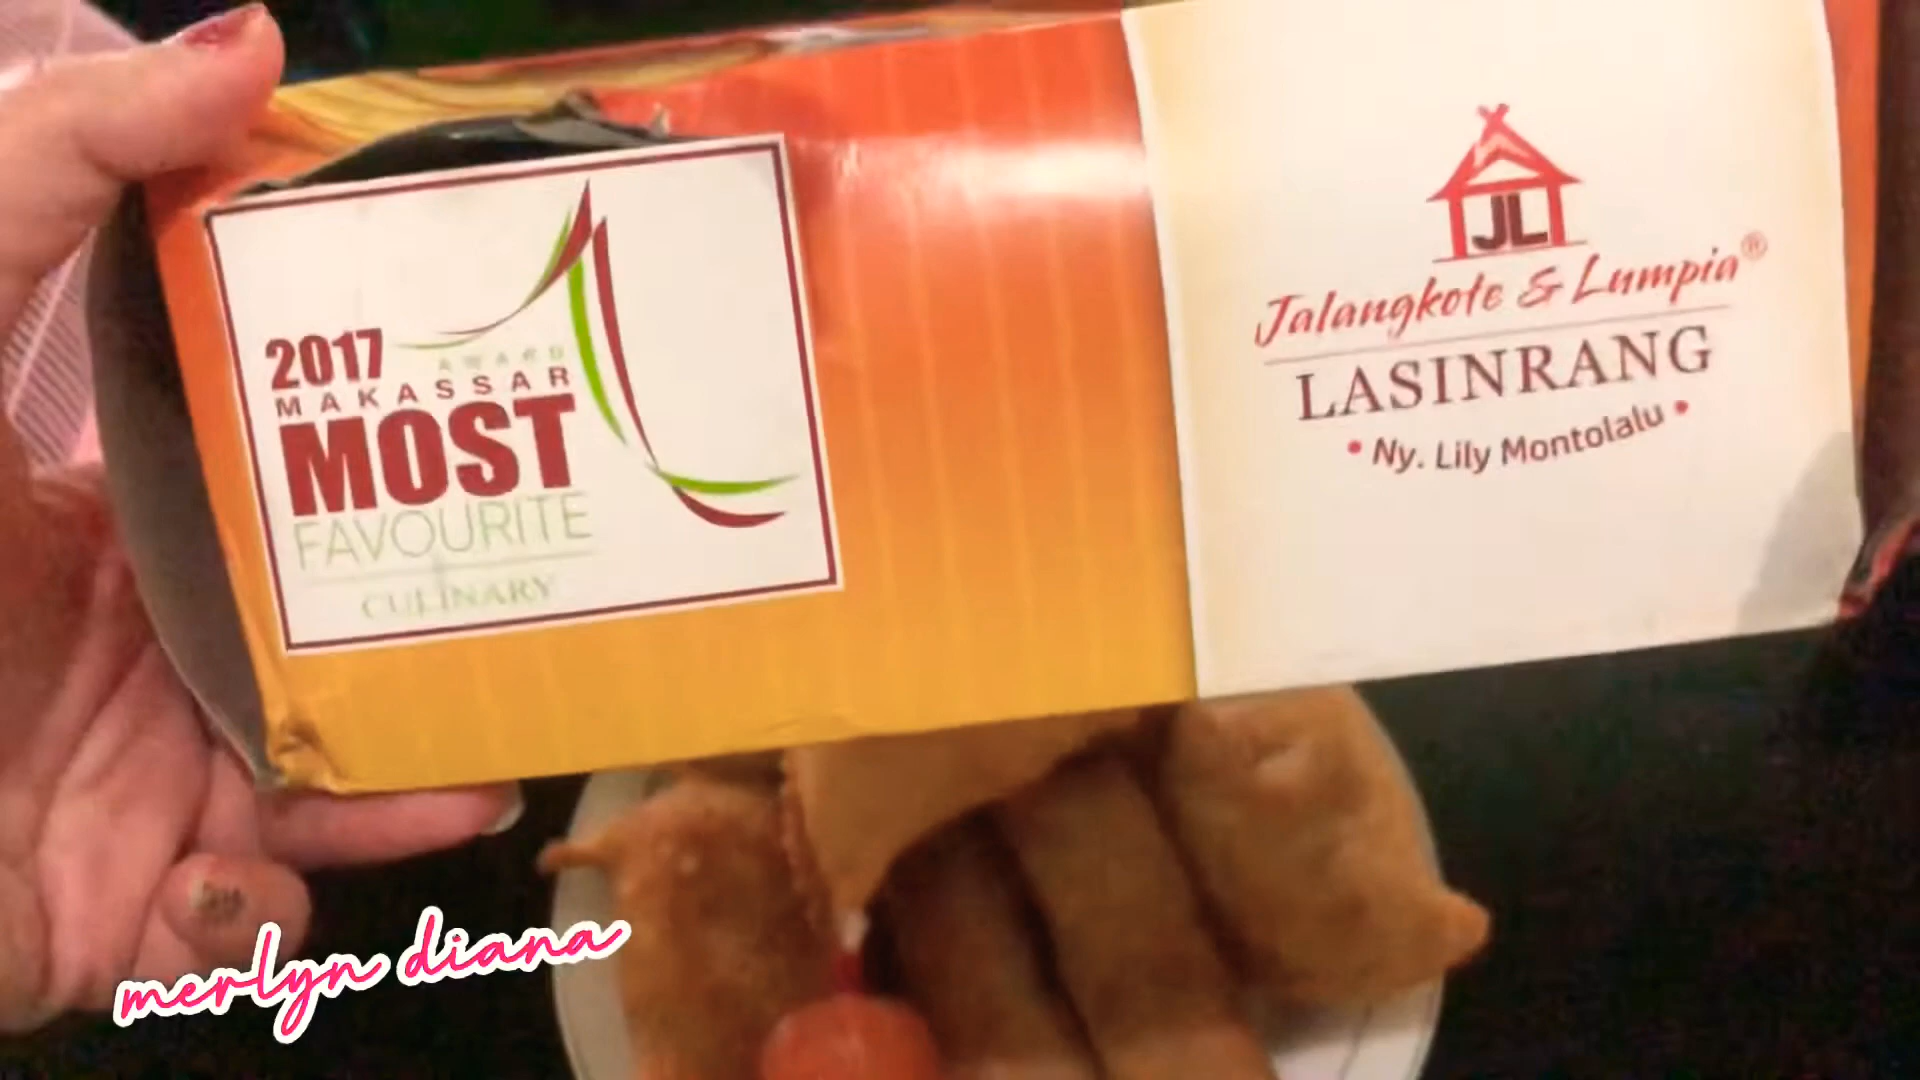 2017
AWARD
MAKASSAR
MOST
FAVOURITE
CULINARY
JL
Jalangkote & Lumpia®
LASINRANG
• Ny. Lily Montolalu •
merlyn diana